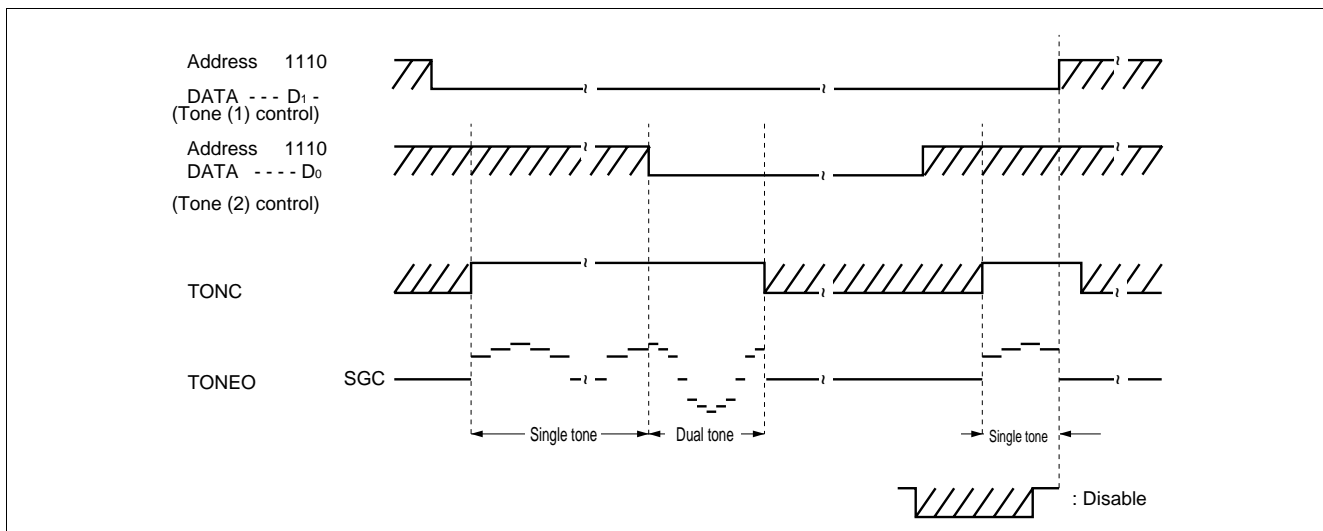 Address 1110
DATA - - - D1 -
(Tone (1) control)
Address 1110
DATA - - - - D0
(Tone (2) control)
TONC
TONEO SGC
Single tone Dual tone Single tone
: Disable